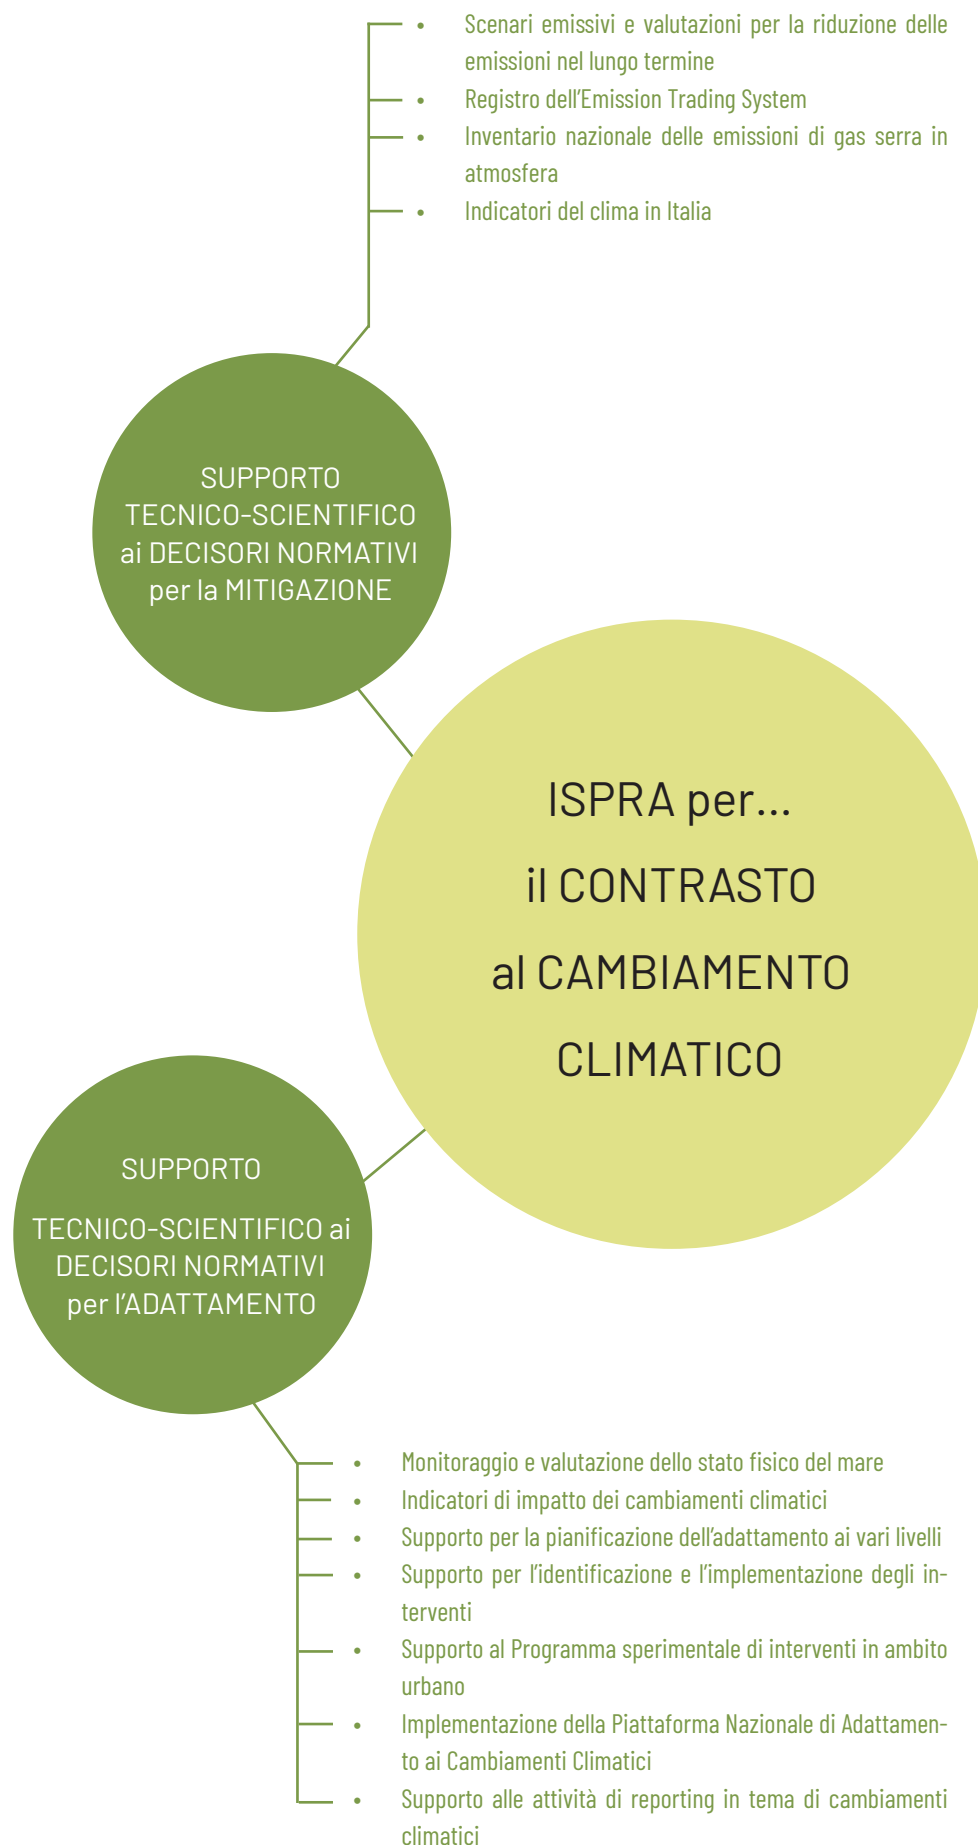 • Scenari emissivi e valutazioni per la riduzione delle
emissioni nel lungo termine
• Registro dell'Emission Trading System
• Inventario nazionale delle emissioni di gas serra in
atmosfera
• Indicatori del clima in Italia
SUPPORTO
TECNICO-SCIENTIFICO
ai DECISORI NORMATIVI
per la MITIGAZIONE
ISPRA per...
il CONTRASTO
al CAMBIAMENTO
CLIMATICO
SUPPORTO
TECNICO-SCIENTIFICO ai
DECISORI NORMATIVI
per l'ADATTAMENTO
• Monitoraggio e valutazione dello stato fisico del mare
• Indicatori di impatto dei cambiamenti climatici
• Supporto per la pianificazione dell'adattamento ai vari livelli
• Supporto per l'identificazione e l'implementazione degli in-
terventi
• Supporto al Programma sperimentale di interventi in ambito
urbano
• Implementazione della Piattaforma Nazionale di Adattamen-
to ai Cambiamenti Climatici
• Supporto alle attività di reporting in tema di cambiamenti
climatici